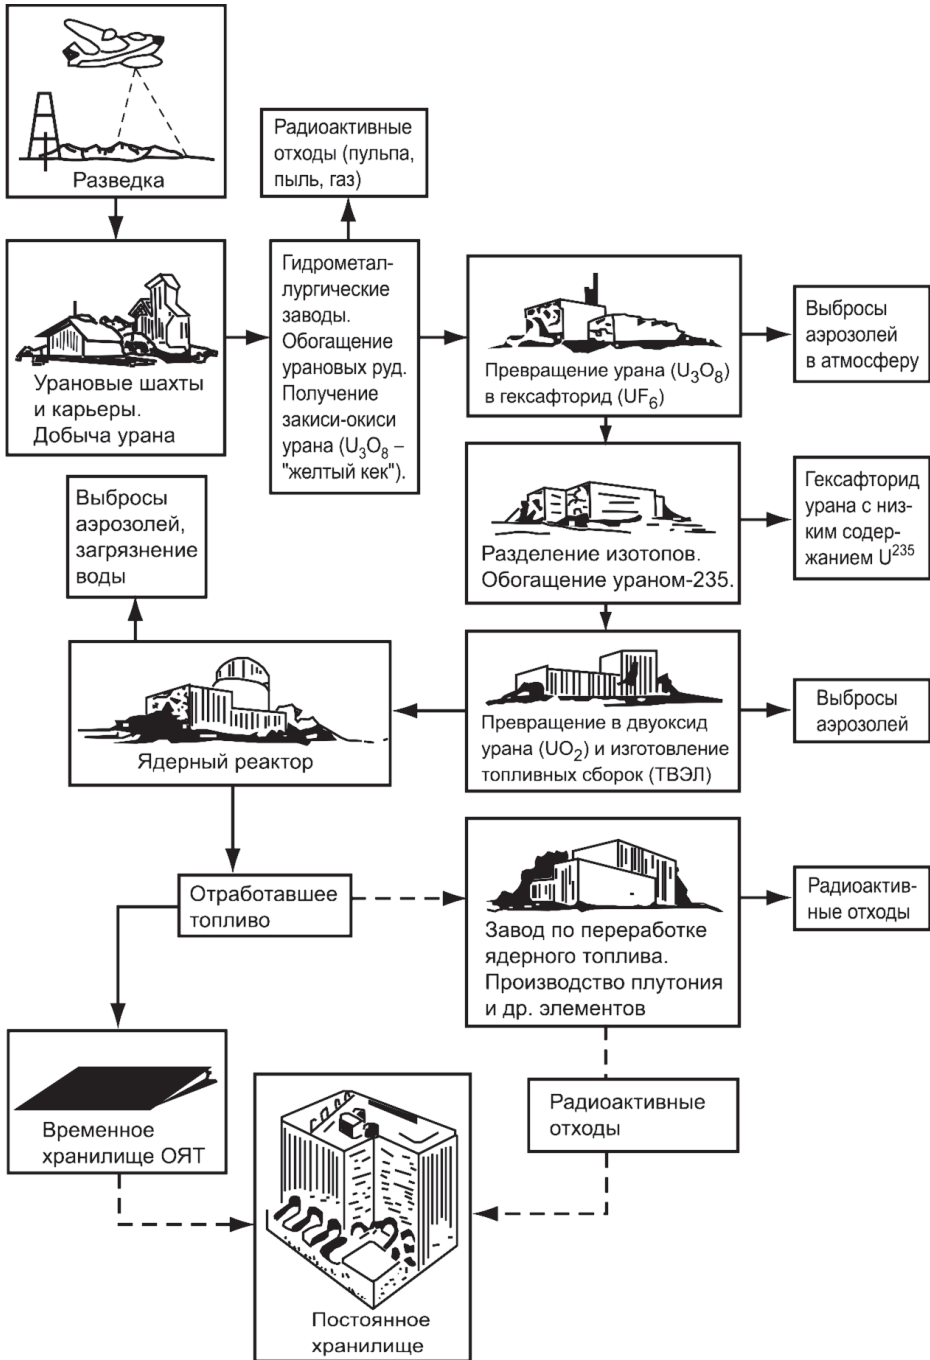 Разведка
Радиоактивные
отходы (пульпа,
пыль, газ)
Урановые шахты
и карьеры.
Добыча урана
Гидрометал-
лургические
заводы.
Обогащение
урановых руд.
Получение
закиси-окиси
урана (U₃O₈ –
"желтый кек").
Превращение урана (U₃O₈)
в гексафторид (UF₆)
Выбросы
аэрозолей
в атмосферу
Разделение изотопов.
Обогащение ураном-235.
Гексафторид
урана с низ-
ким содер-
жанием U²³⁵
Выбросы
аэрозолей,
загрязнение
воды
Ядерный реактор
Превращение в двуоксид
урана (UO₂) и изготовление
топливных сборок (ТВЭЛ)
Выбросы
аэрозолей
Отработавшее
топливо
Завод по переработке
ядерного топлива.
Производство плутония
и др. элементов
Радиоактив-
ные отходы
Временное
хранилище ОЯТ
Радиоактивные
отходы
Постоянное
хранилище